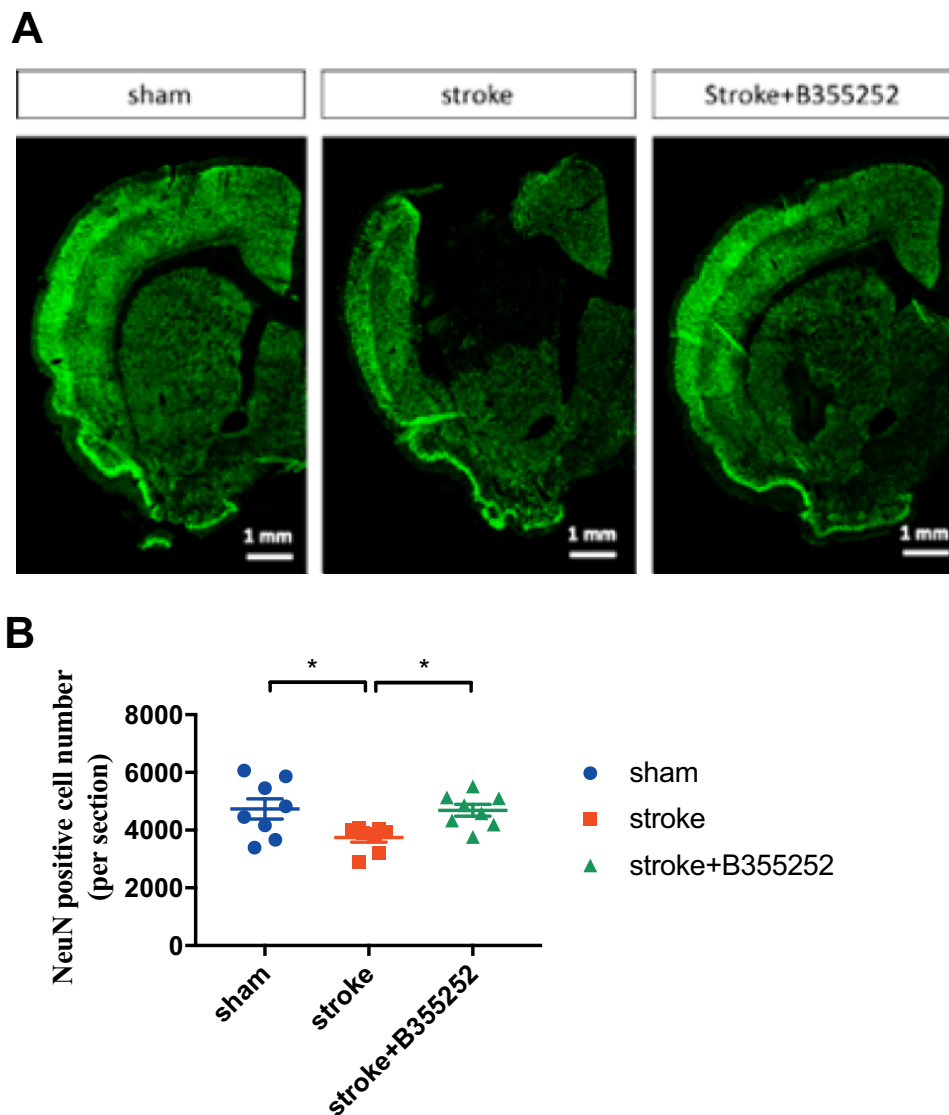 A
sham
stroke
Stroke+B355252
1 mm
1 mm
1 mm
B
*
*
NeuN positive cell number
(per section)
8000
6000
4000
2000
0
sham
stroke
stroke+B355252
sham
stroke
stroke+B355252